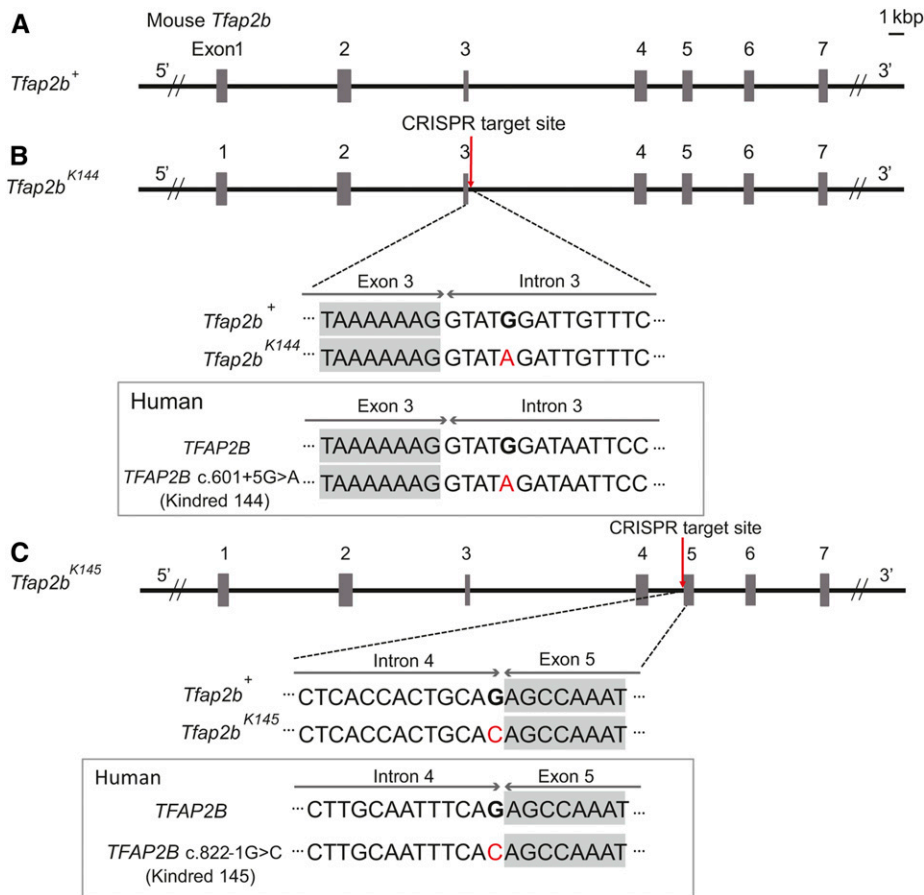 A
Mouse Tfap2b
1 kbp
Exon1 2 3 4 5 6 7
Tfap2b+ 5' // // 3'
CRISPR target site
B
1 2 3 4 5 6 7
Tfap2bK144 5' // // 3'
Exon 3 Intron 3
Tfap2b+ ··· TAAAAAAG GTATGGATTGTTTC ···
Tfap2bK144 ··· TAAAAAAG GTATAGATTGTTTC ···
Human
Exon 3 Intron 3
TFAP2B ··· TAAAAAAG GTATGGATAATTCC ···
TFAP2B c.601+5G>A ··· TAAAAAAG GTATAGATAATTCC ···
(Kindred 144)
CRISPR target site
C
1 2 3 4 5 6 7
Tfap2bK145 5' // // 3'
Intron 4 Exon 5
Tfap2b+ ··· CTCACCACTGCAGAGCCAAAT ···
Tfap2bK145 ··· CTCACCACTGCACAGCCAAAT ···
Human
Intron 4 Exon 5
TFAP2B ··· CTTGCAATTTCAGAGCCAAAT ···
TFAP2B c.822-1G>C ··· CTTGCAATTTCACAGCCAAAT ···
(Kindred 145)